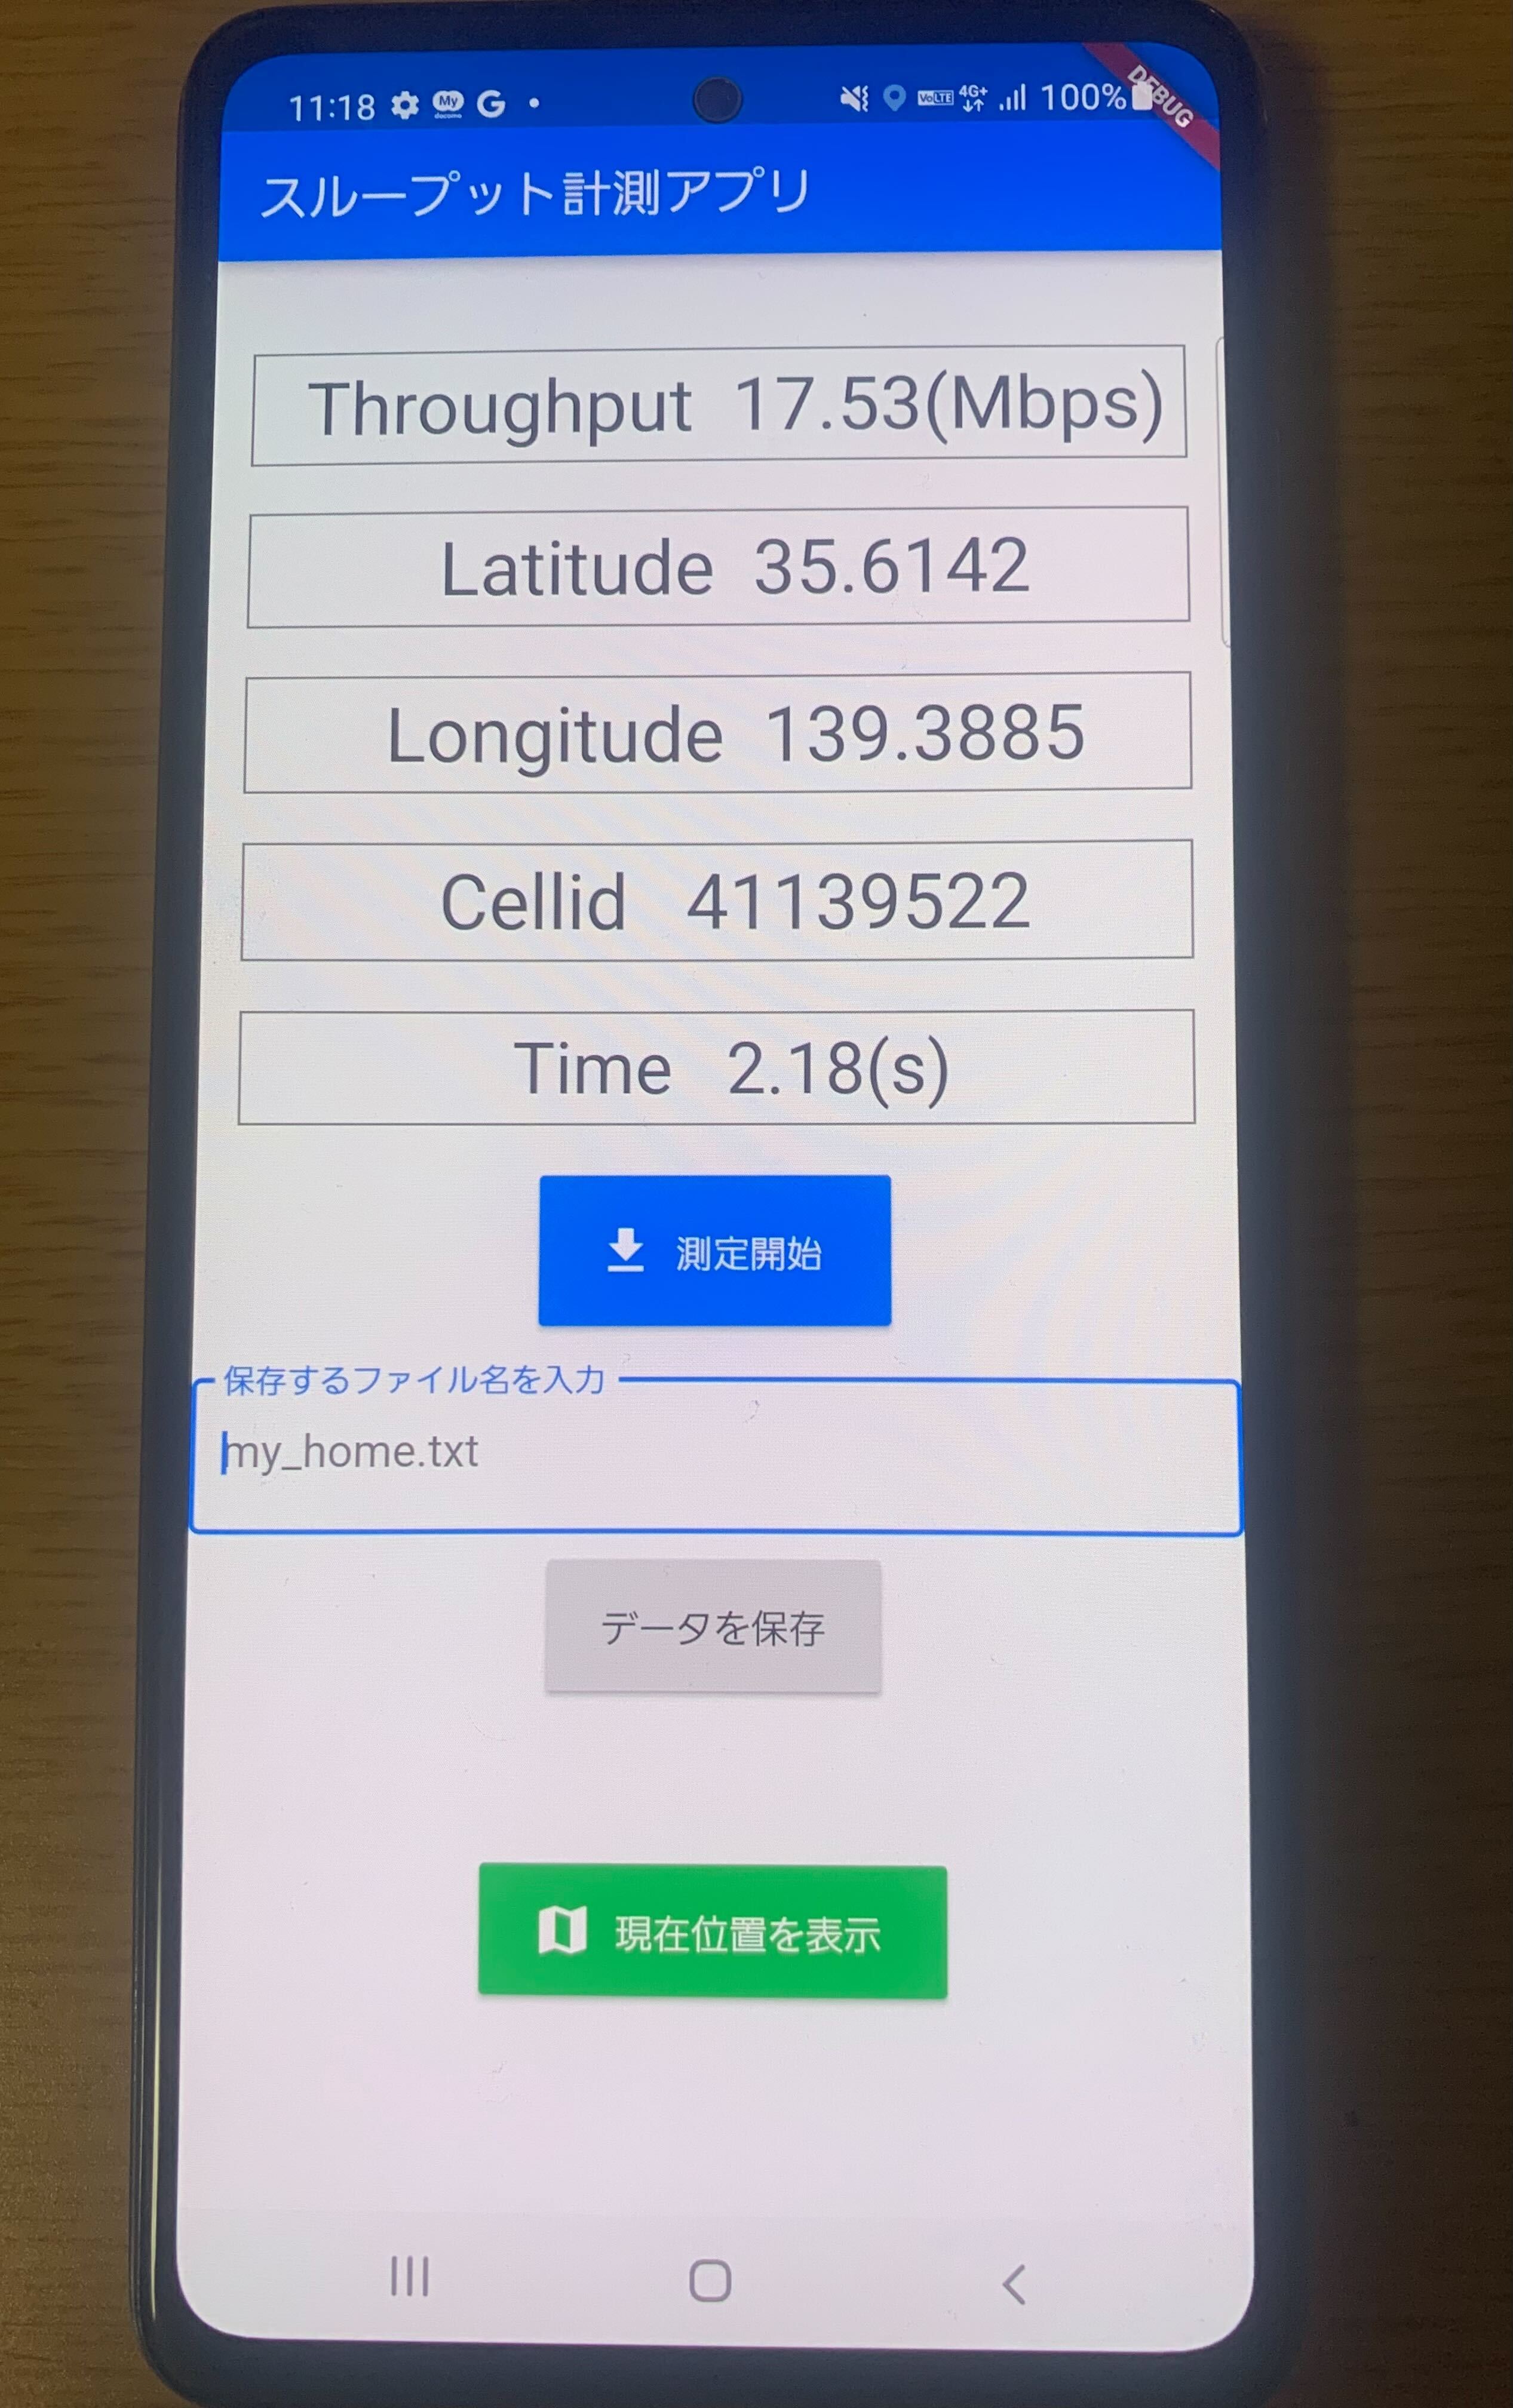 11:18 My docomo G VoLTE 4G+ 100% DEBUG
スループット計測アプリ
Throughput 17.53(Mbps)
Latitude 35.6142
Longitude 139.3885
Cellid 41139522
Time 2.18(s)
測定開始
保存するファイル名を入力
my_home.txt
データを保存
現在位置を表示